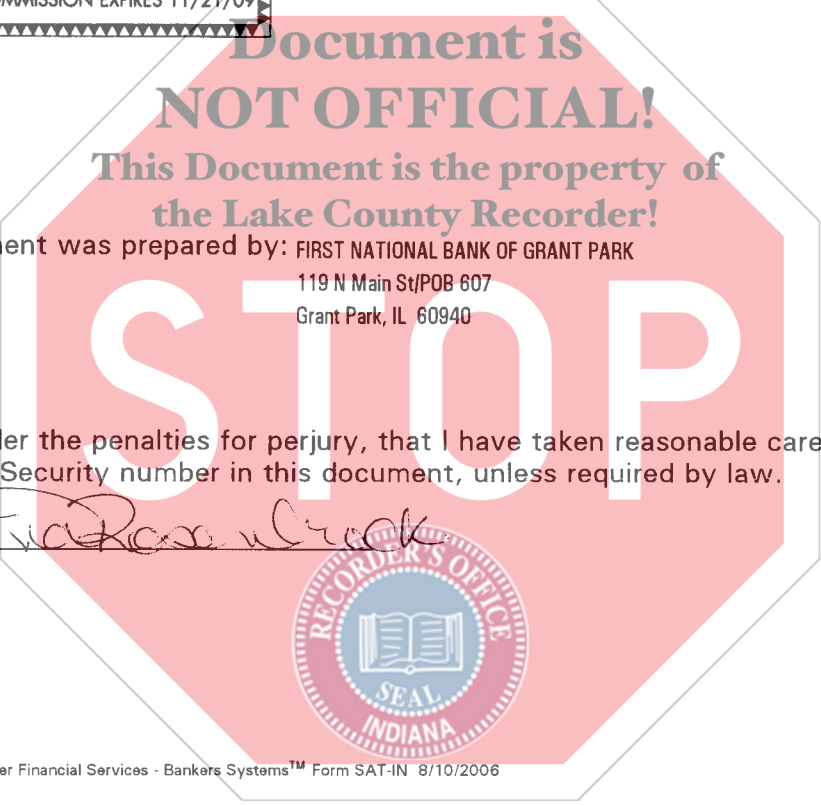 MMISSION EXPIRES 11/21/09
Document is
NOT OFFICIAL!
This Document is the property of
the Lake County Recorder!
ent was prepared by: FIRST NATIONAL BANK OF GRANT PARK
119 N Main St/POB 607
Grant Park, IL 60940
STOP
er the penalties for perjury, that I have taken reasonable care
Security number in this document, unless required by law.
RECORDER'S OFFICE
SEAL
INDIANA
er Financial Services - Bankers Systems™ Form SAT-IN 8/10/2006